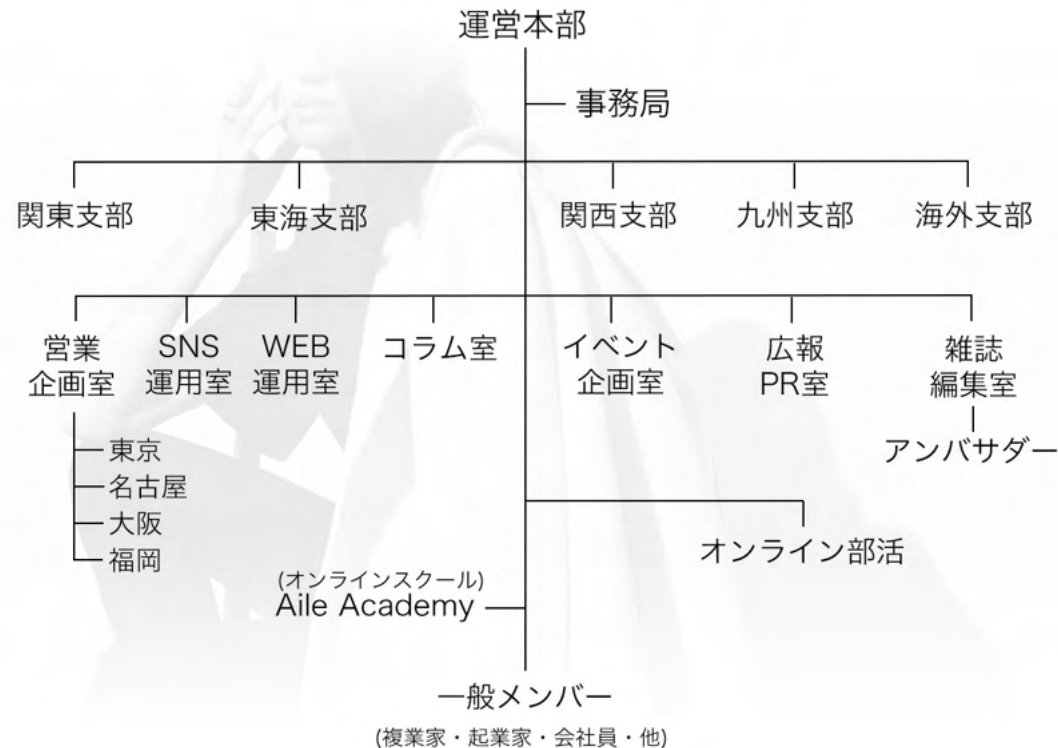 運営本部
事務局
関東支部
東海支部
関西支部
九州支部
海外支部
営業
企画室
SNS
運用室
WEB
運用室
コラム室
イベント
企画室
広報
PR室
雑誌
編集室
東京
名古屋
大阪
福岡
アンバサダー
オンライン部活
(オンラインスクール)
Aile Academy
一般メンバー
(複業家・起業家・会社員・他)